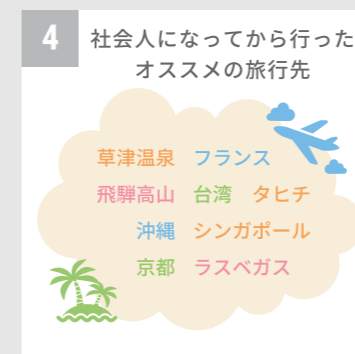 4
社会人になってから行った
オススメの旅行先
草津温泉 フランス
飛騨高山 台湾 タヒチ
沖縄 シンガポール
京都 ラスベガス